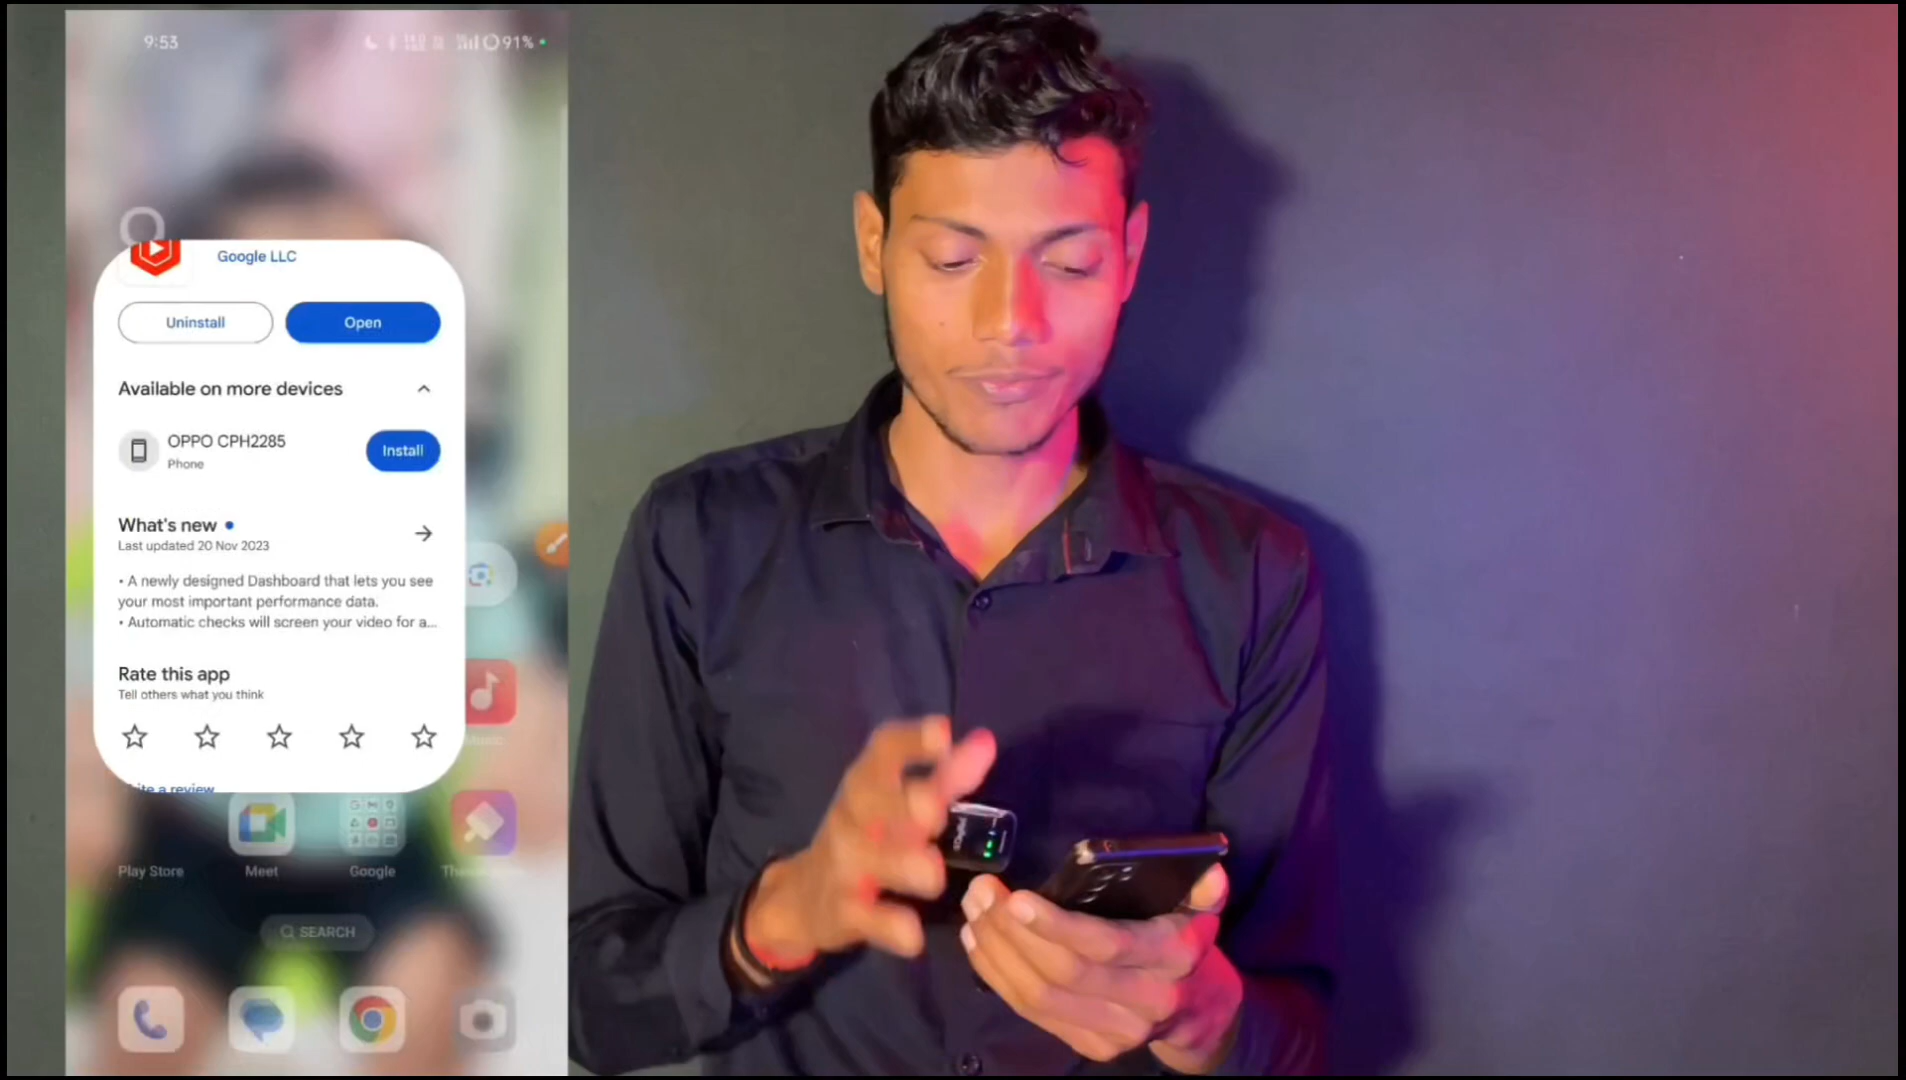 9:53
91%
Google LLC
Uninstall
Open
Available on more devices
OPPO CPH2285
Phone
Install
What's new
Last updated 20 Nov 2023
• A newly designed Dashboard that lets you see
your most important performance data.
• Automatic checks will screen your video for a...
Rate this app
Tell others what you think
a review
Music
Play Store
Meet
Google
SEARCH